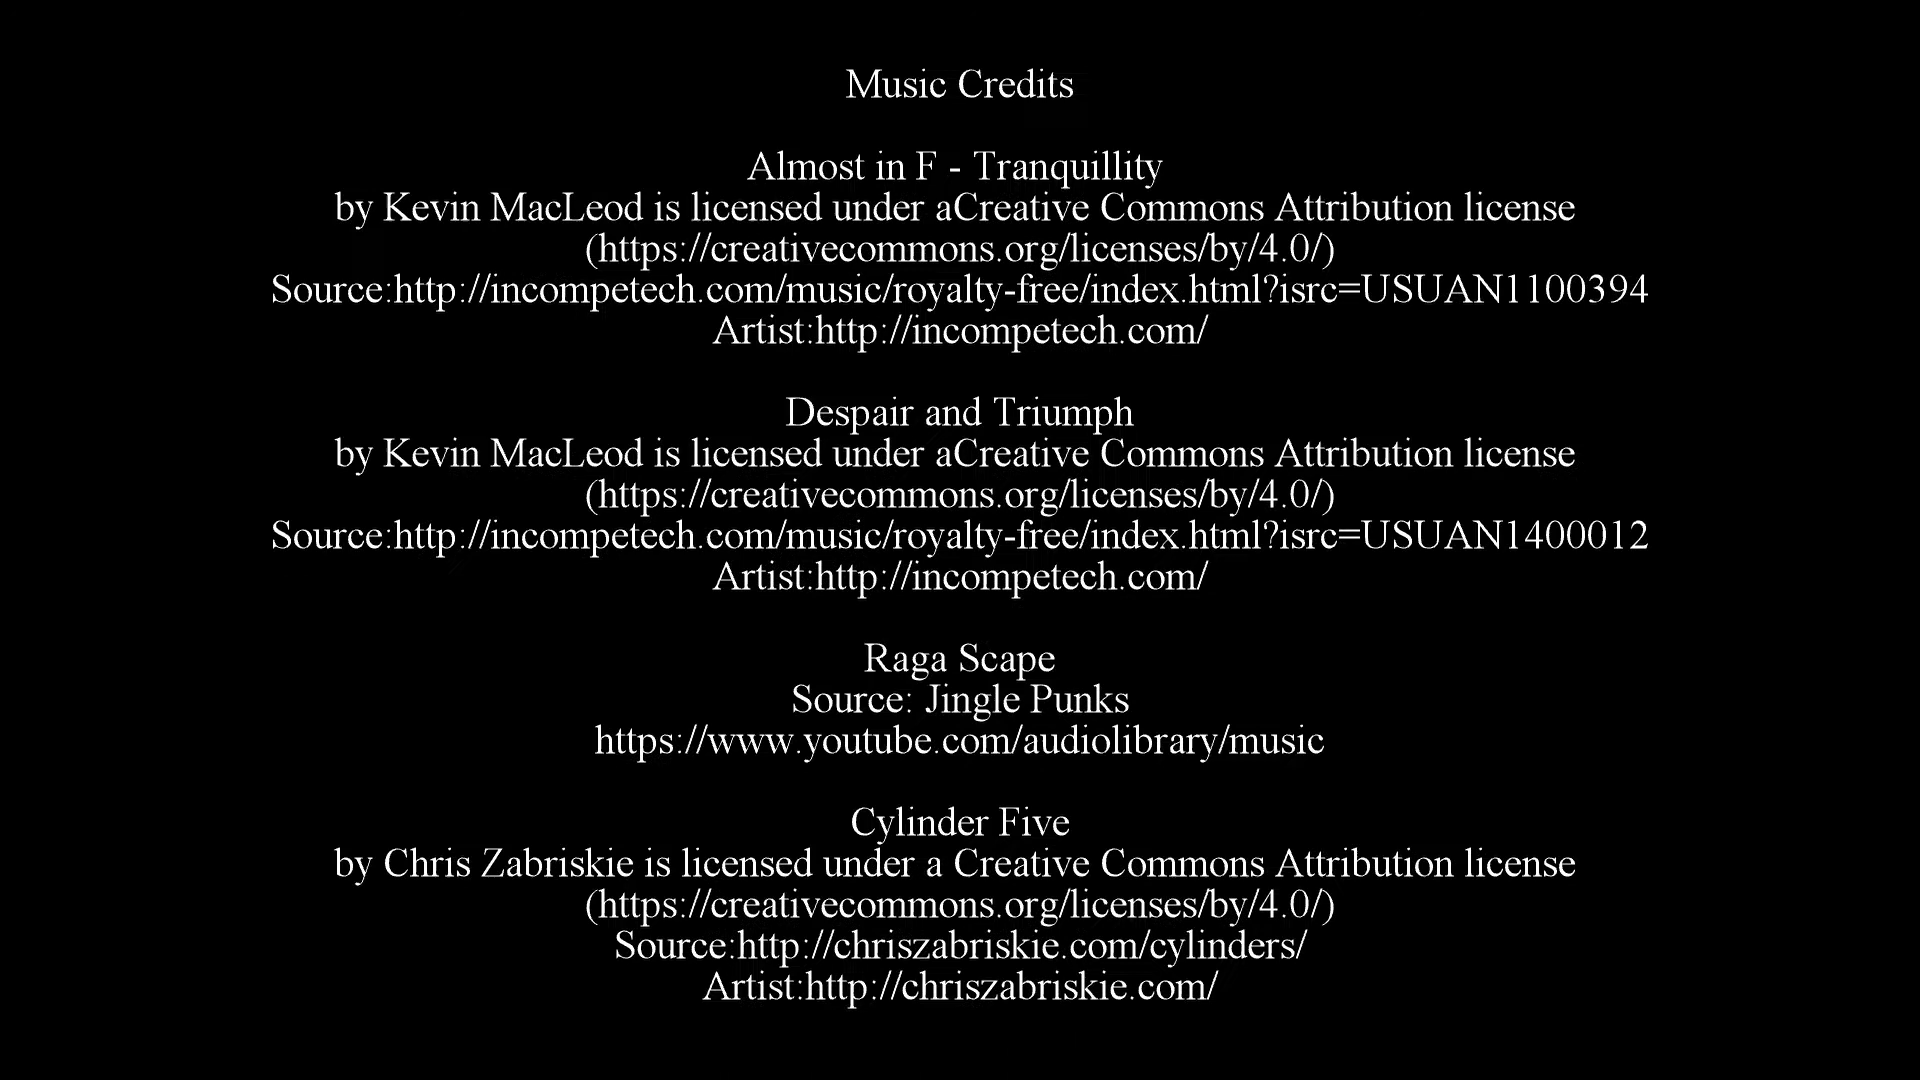 Music Credits
Almost in F - Tranquillity
by Kevin MacLeod is licensed under aCreative Commons Attribution license
(https://creativecommons.org/licenses/by/4.0/)
Source:http://incompetech.com/music/royalty-free/index.html?isrc=USUAN1100394
Artist:http://incompetech.com/
Despair and Triumph
by Kevin MacLeod is licensed under aCreative Commons Attribution license
(https://creativecommons.org/licenses/by/4.0/)
Source:http://incompetech.com/music/royalty-free/index.html?isrc=USUAN1400012
Artist:http://incompetech.com/
Raga Scape
Source: Jingle Punks
https://www.youtube.com/audiolibrary/music
Cylinder Five
by Chris Zabriskie is licensed under a Creative Commons Attribution license
(https://creativecommons.org/licenses/by/4.0/)
Source:http://chriszabriskie.com/cylinders/
Artist:http://chriszabriskie.com/